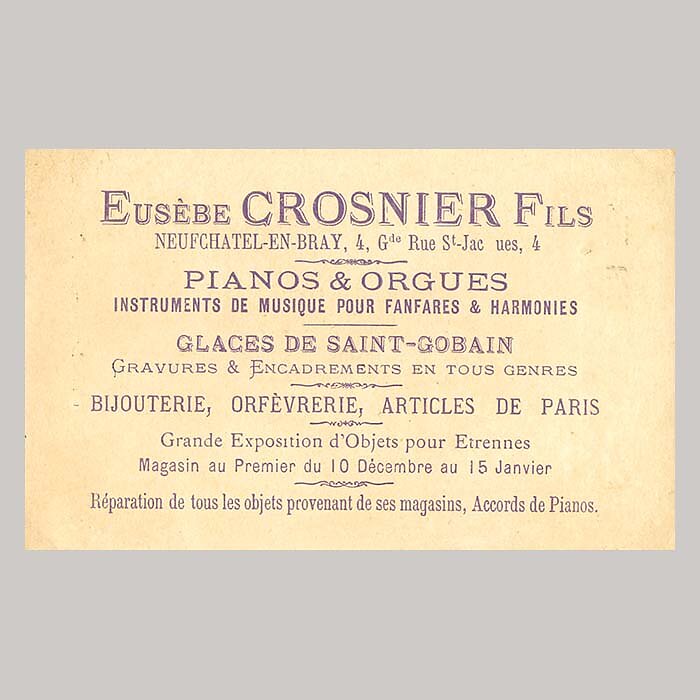 Eusèbe CROSNIER Fils
NEUFCHATEL-EN-BRAY, 4, Gde Rue St-Jac ues, 4
PIANOS & ORGUES
INSTRUMENTS DE MUSIQUE POUR FANFARES & HARMONIES
GLACES DE SAINT-GOBAIN
Gravures & Encadrements en tous genres
BIJOUTERIE, ORFÈVRERIE, ARTICLES DE PARIS
Grande Exposition d'Objets pour Etrennes
Magasin au Premier du 10 Décembre au 15 Janvier
Réparation de tous les objets provenant de ses magasins, Accords de Pianos.